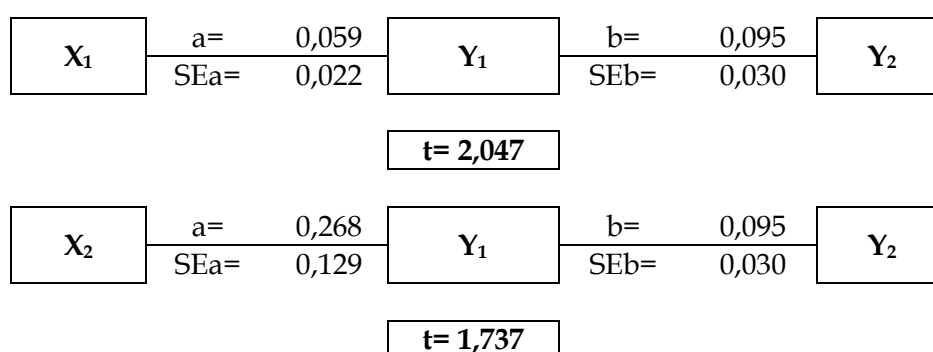 a= 0,059 b= 0,095
X₁ Y₁ Y₂
SEa= 0,022 SEb= 0,030
t= 2,047
a= 0,268 b= 0,095
X₂ Y₁ Y₂
SEa= 0,129 SEb= 0,030
t= 1,737